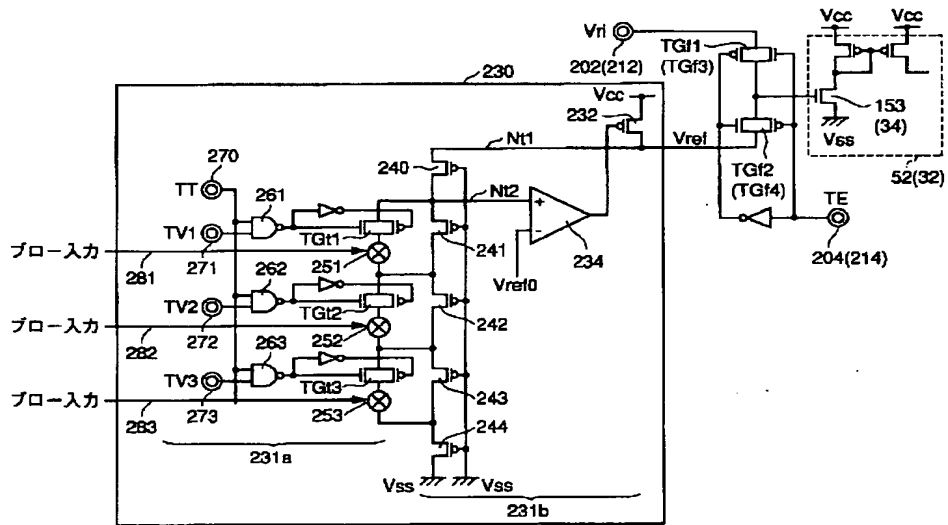 230
Vri
202(212)
TGf1
(TGf3)
Vcc
Vcc
153
(34)
Vss
52(32)
Vcc
232
Nt1
Vref
TGf2
(TGf4)
TE
204(214)
270
TT
261
240
Nt2
TV1
271
TGt1
251
241
234
Vref0
ブロー入力
281
262
TV2
272
TGt2
252
242
ブロー入力
282
263
TV3
273
TGt3
253
243
ブロー入力
283
244
231a
Vss
Vss
231b